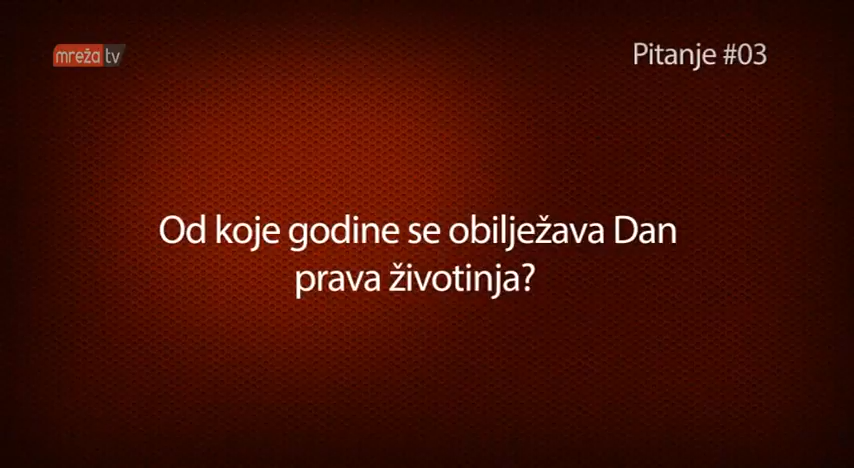 mreža tv
Pitanje #03
Od koje godine se obilježava Dan
prava životinja?